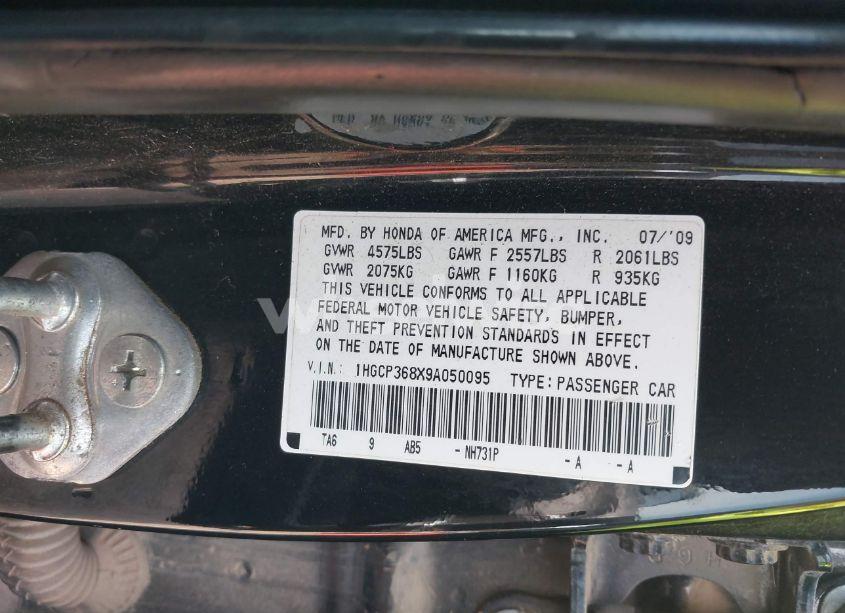 MFD. BY HONDA OF AMERICA MFG., INC. 07/'09
GVWR 4575LBS GAWR F 2557LBS R 2061LBS
GVWR 2075KG GAWR F 1160KG R 935KG
THIS VEHICLE CONFORMS TO ALL APPLICABLE
FEDERAL MOTOR VEHICLE SAFETY, BUMPER,
AND THEFT PREVENTION STANDARDS IN EFFECT
ON THE DATE OF MANUFACTURE SHOWN ABOVE.
V.I.N.: 1HGCP368X9A050095 TYPE: PASSENGER CAR
TA6 9 AB5 - NH731P - A - A